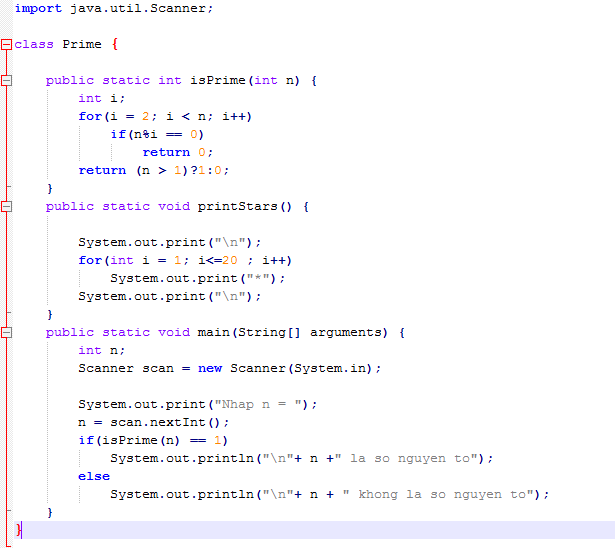 import java.util.Scanner;
class Prime {
public static int isPrime(int n) {
int i;
for(i = 2; i < n; i++)
if(n%i == 0)
return 0;
return (n > 1)?1:0;
}
public static void printStars() {
System.out.print("\n");
for(int i = 1; i<=20 ; i++)
System.out.print("*");
System.out.print("\n");
}
public static void main(String[] arguments) {
int n;
Scanner scan = new Scanner(System.in);
System.out.print("Nhap n = ");
n = scan.nextInt();
if(isPrime(n) == 1)
System.out.println("\n"+ n +" la so nguyen to");
else
System.out.println("\n"+ n + " khong la so nguyen to");
}
}